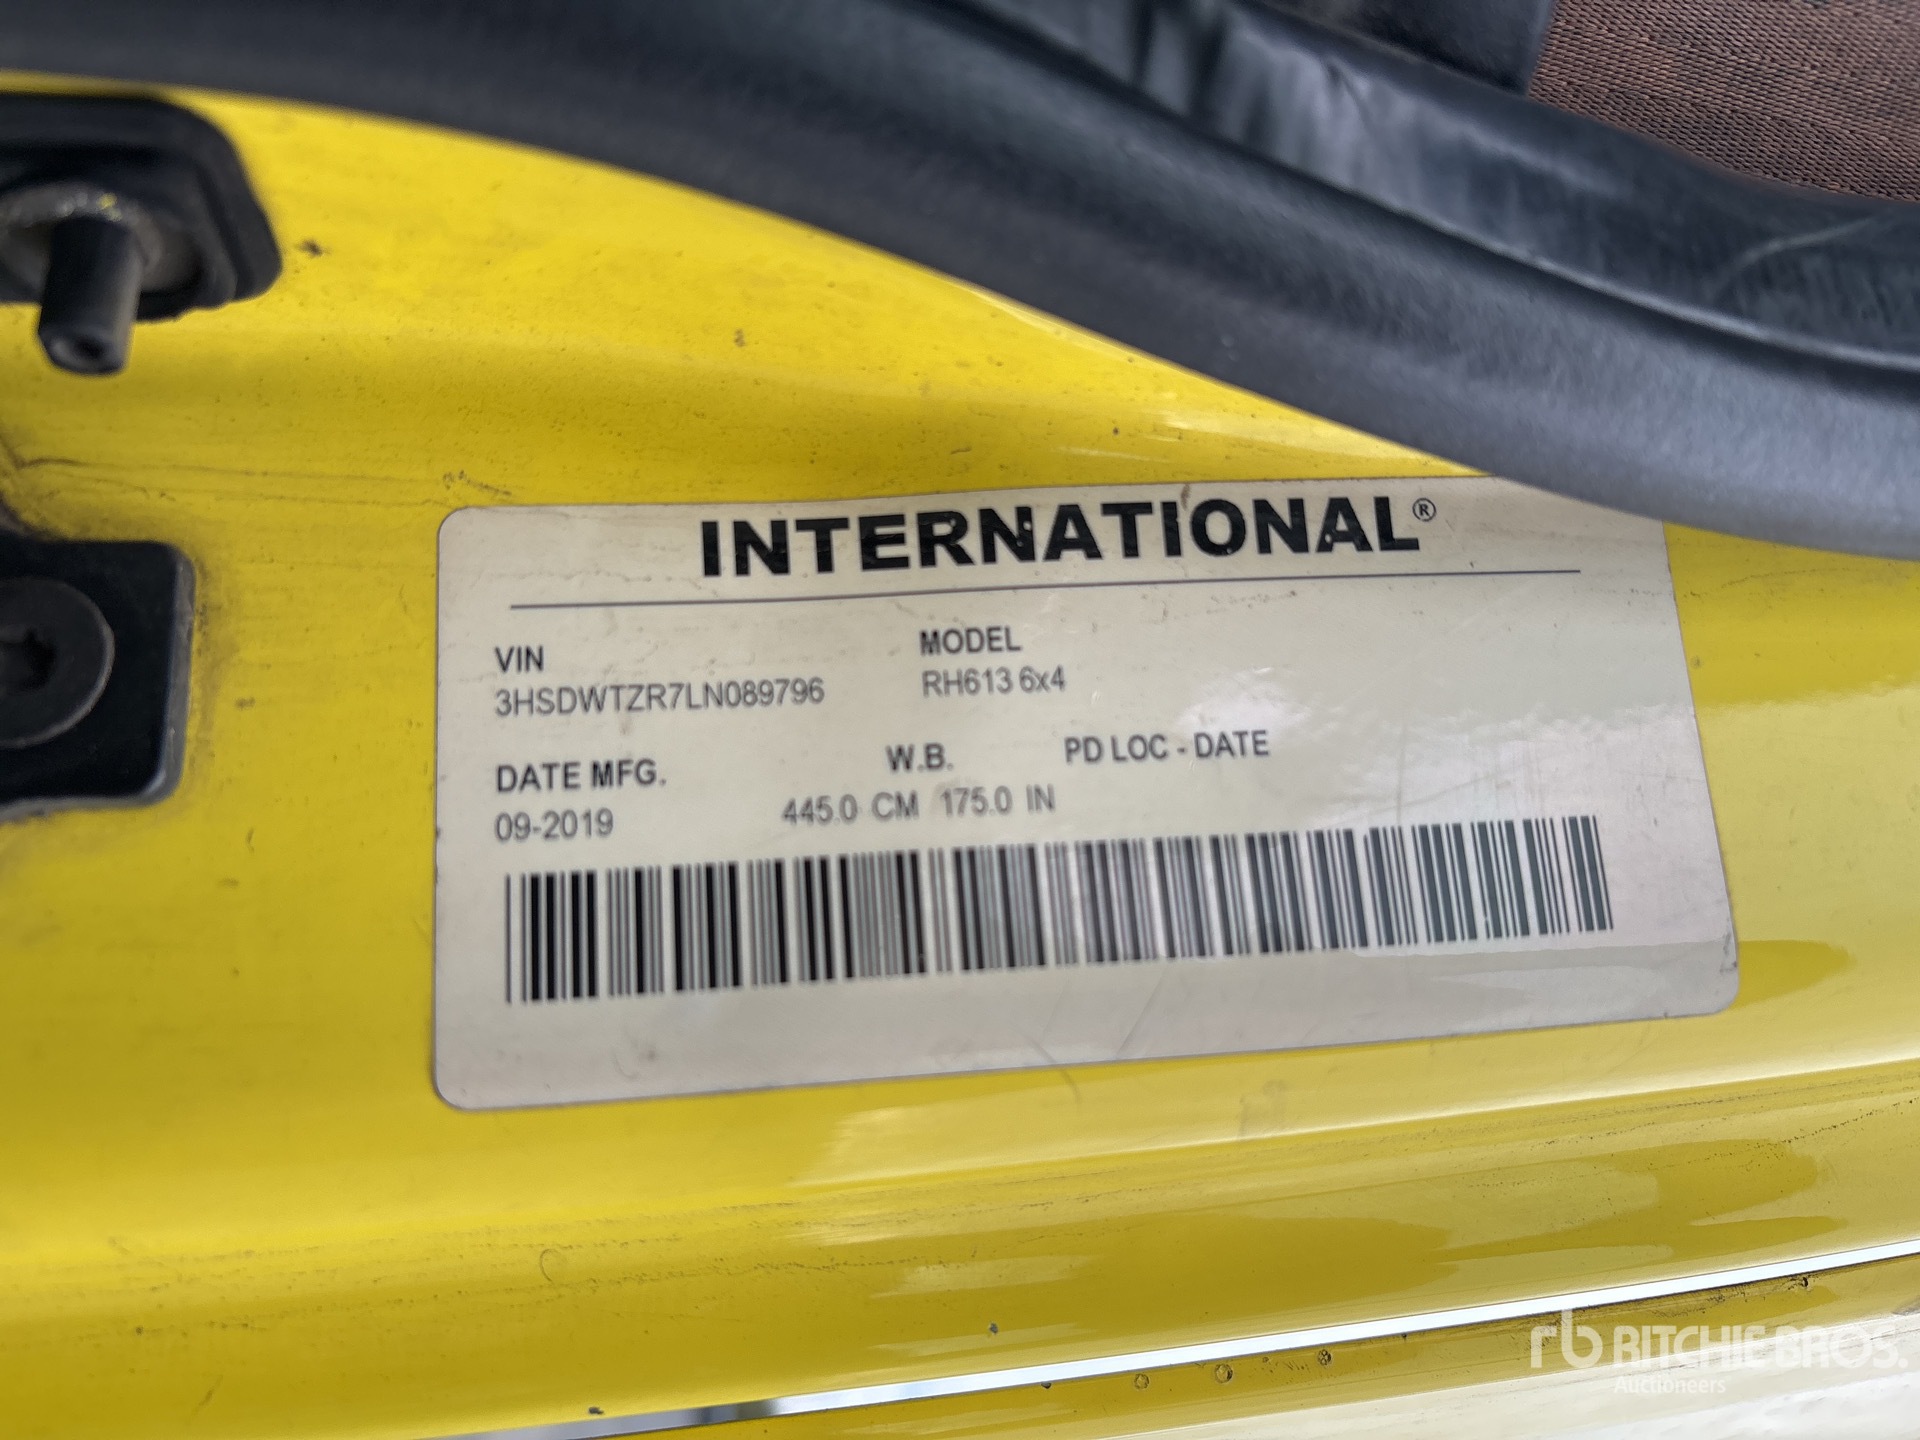 INTERNATIONAL®
VIN
3HSDWTZR7LN089796
MODEL
RH613 6x4
DATE MFG.
09-2019
W.B.
445.0 CM 175.0 IN
PD LOC - DATE
rb RITCHIE BROS.
Auctioneers